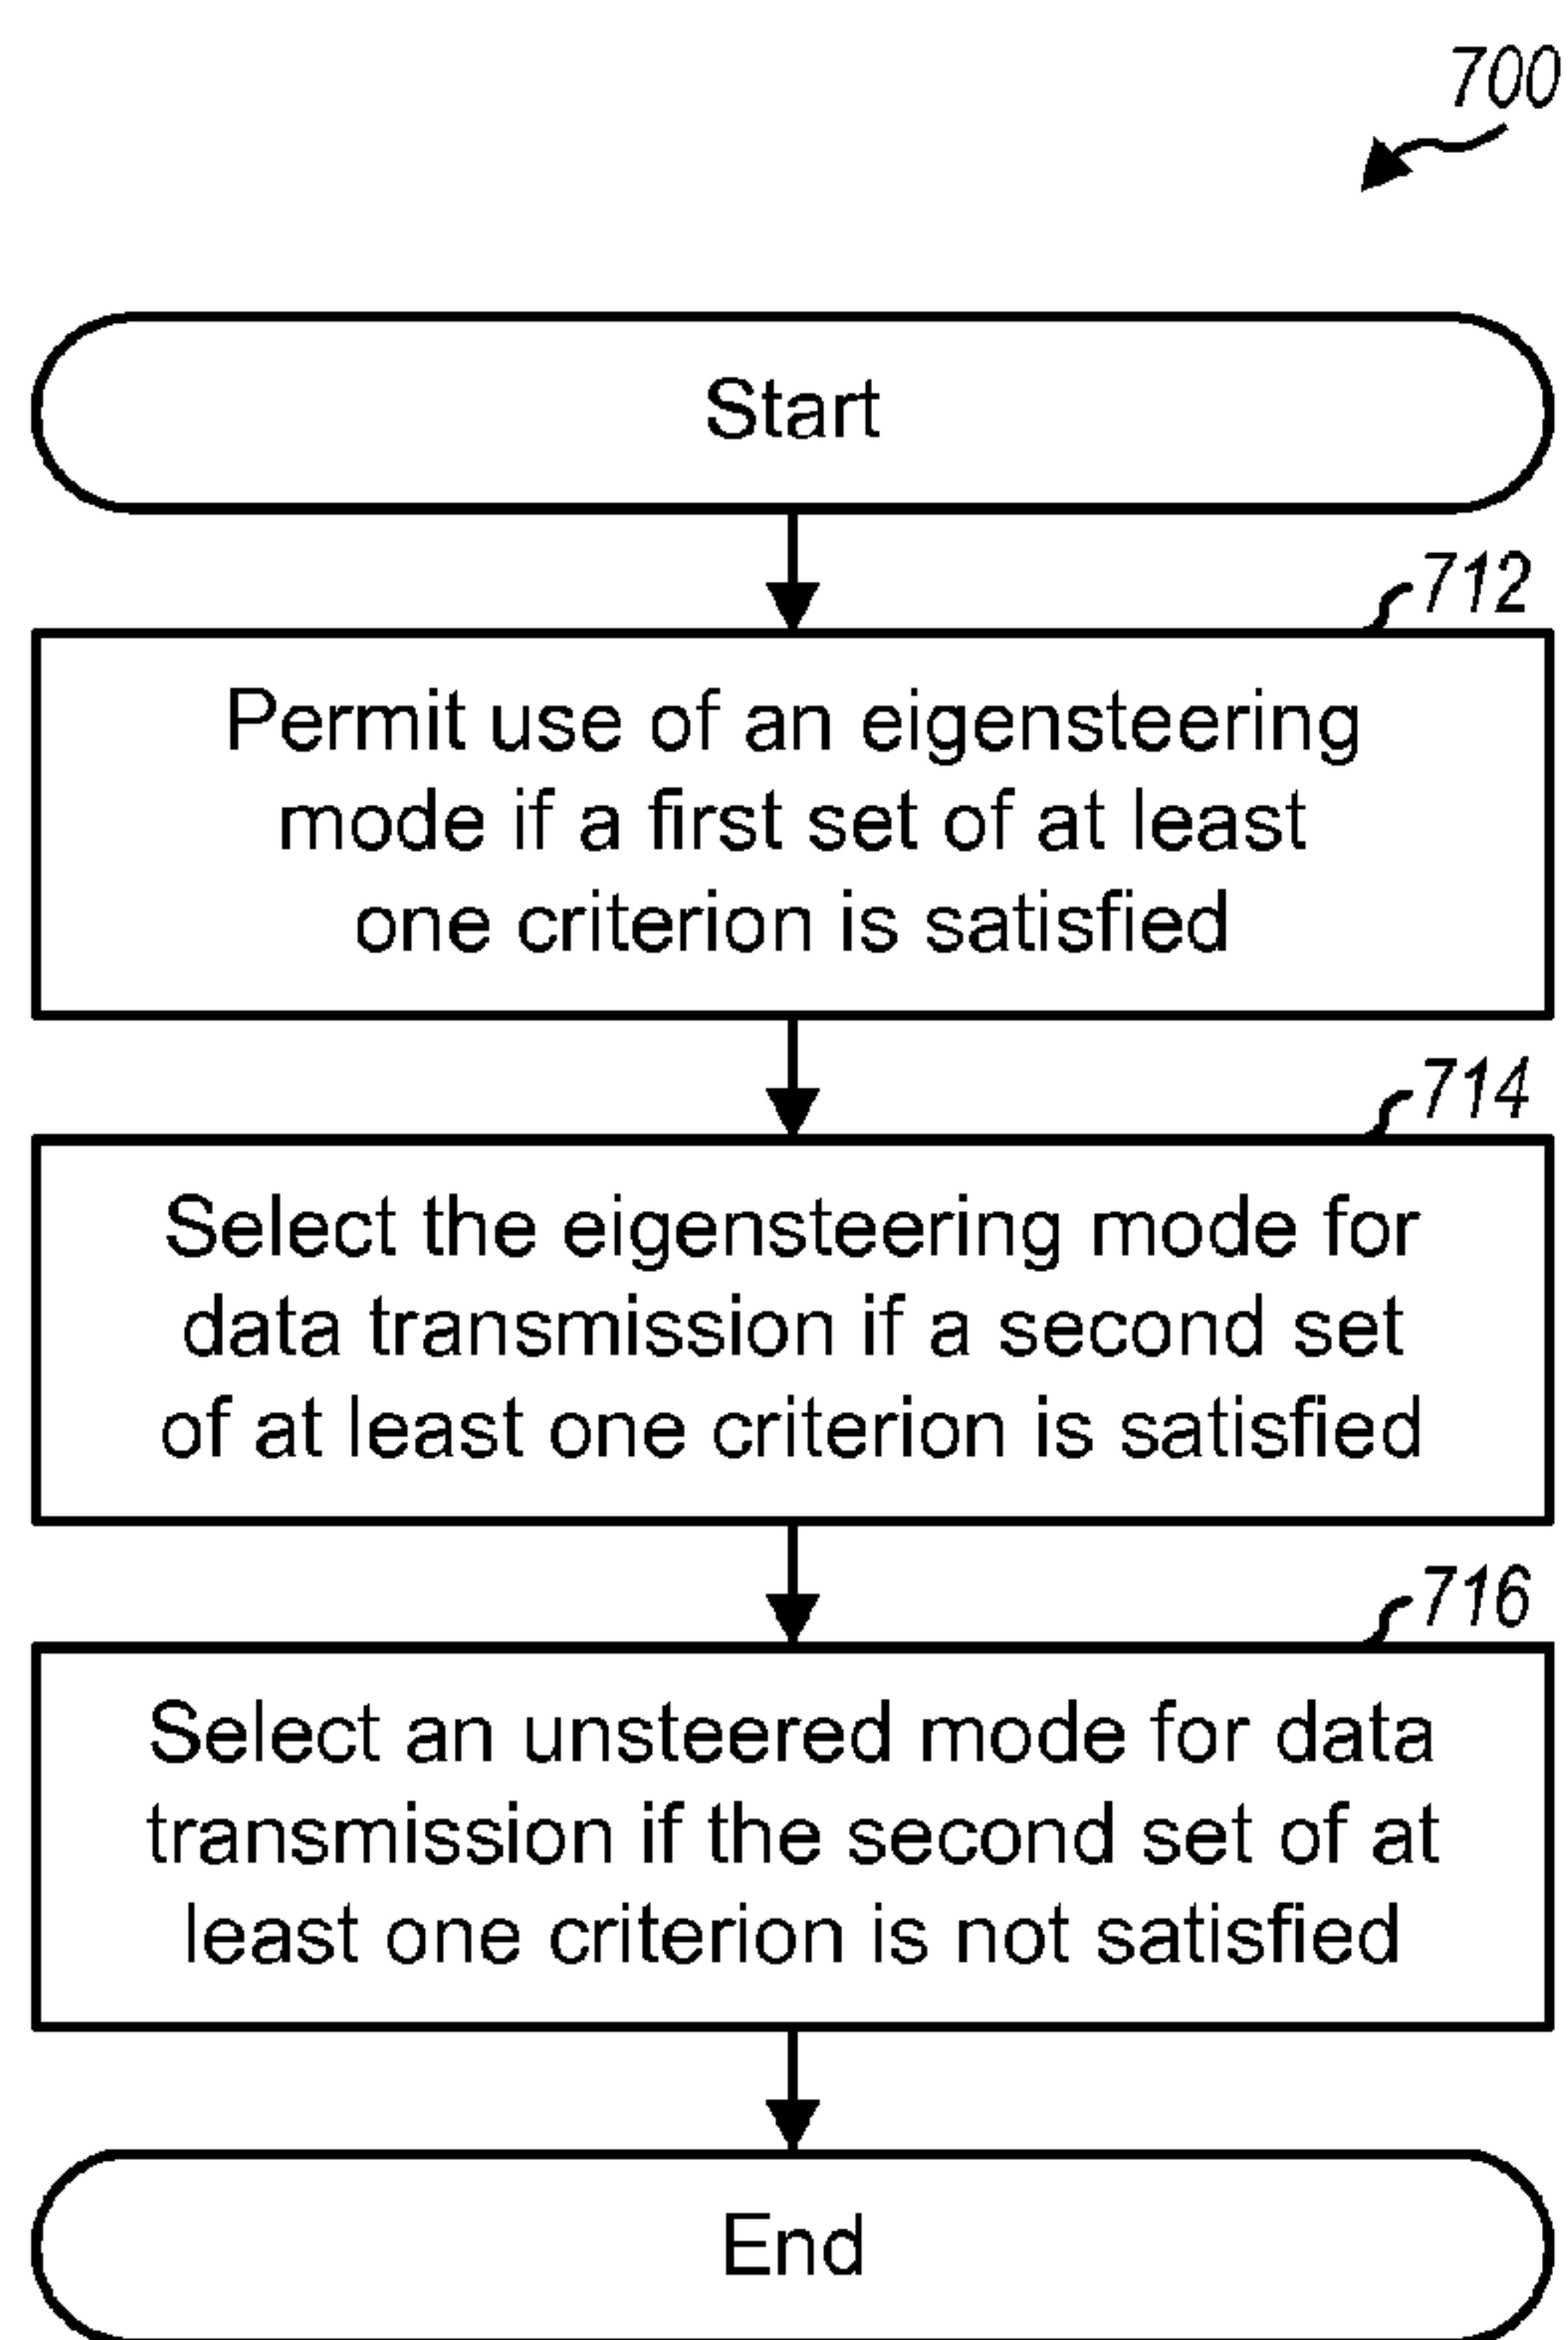 700
Start
712
Permit use of an eigensteering
mode if a first set of at least
one criterion is satisfied
714
Select the eigensteering mode for
data transmission if a second set
of at least one criterion is satisfied
716
Select an unsteered mode for data
transmission if the second set of at
least one criterion is not satisfied
End